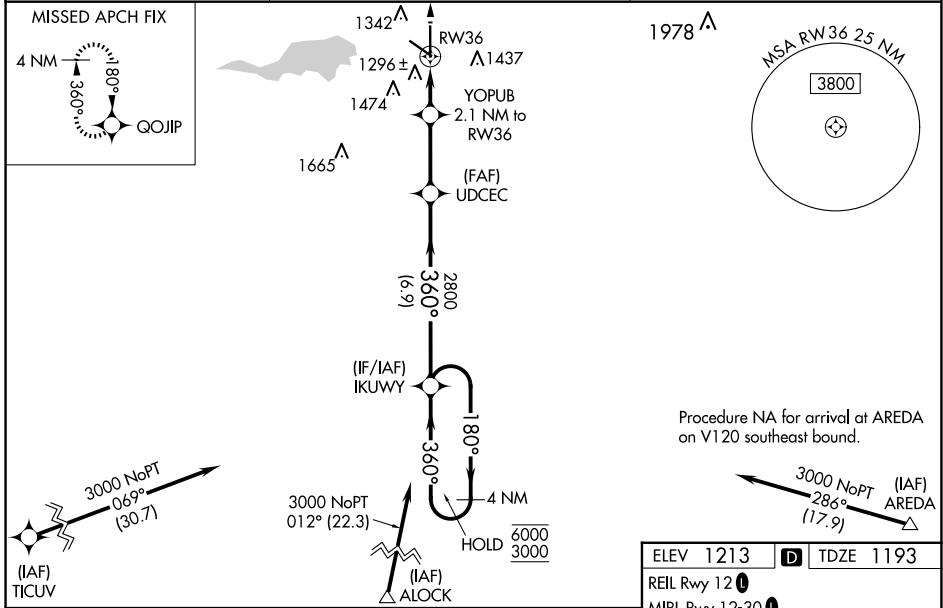 MISSED APCH FIX
4 NM
180°
360°
QOJIP
1342
RW36
1296 ±
1437
1474
YOPUB
2.1 NM to
RW36
1665
(FAF)
UDCEC
1978
MSA RW36 25 NM
3800
2800
360°
(6.9)
(IF/IAF)
IKUWY
180°
360°
4 NM
HOLD
6000
3000
3000 NoPT
069°
(30.7)
(IAF)
TICUV
3000 NoPT
012° (22.3)
(IAF)
ALOCK
Procedure NA for arrival at AREDA
on V120 southeast bound.
3000 NoPT
286°
(17.9)
(IAF)
AREDA
ELEV 1213 D TDZE 1193
REIL Rwy 12 L
MIRL Rwy 12-30 L